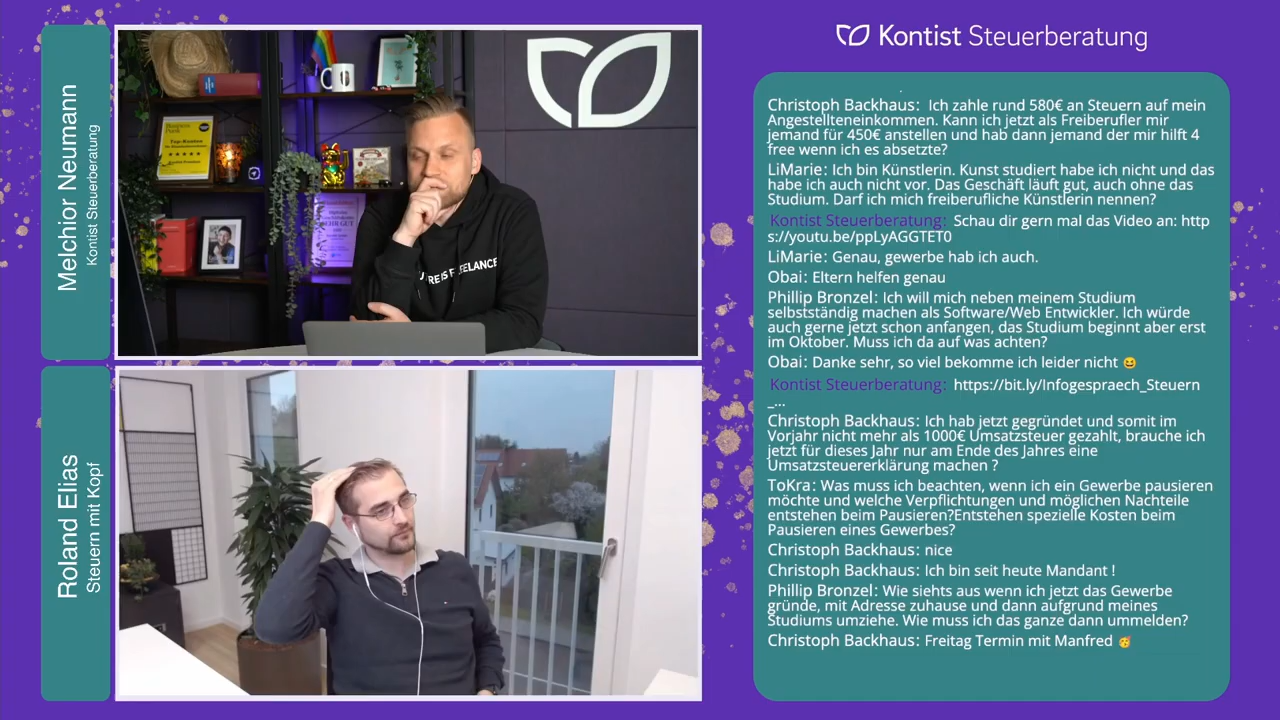 Melchior Neumann
Kontist Steuerberatung
Roland Elias
Steuern mit Kopf
Business
Punk
SEHR GUT
Kontist Steuerberatung
Christoph Backhaus: Ich zahle rund 580€ an Steuern auf mein
Angestellteneinkommen. Kann ich jetzt als Freiberufler mir
jemand für 450€ anstellen und hab dann jemand der mir hilft 4
free wenn ich es absetzte?
LiMarie: Ich bin Künstlerin. Kunst studiert habe ich nicht und das
habe ich auch nicht vor. Das Geschäft läuft gut, auch ohne das
Studium. Darf ich mich freiberufliche Künstlerin nennen?
Kontist Steuerberatung: Schau dir gern mal das Video an: http
s://youtu.be/ppLyAGGTET0
LiMarie: Genau, gewerbe hab ich auch.
Obai: Eltern helfen genau
Phillip Bronzel: Ich will mich neben meinem Studium
selbstständig machen als Software/Web Entwickler. Ich würde
auch gerne jetzt schon anfangen, das Studium beginnt aber erst
im Oktober. Muss ich da auf was achten?
Obai: Danke sehr, so viel bekomme ich leider nicht 😆
Kontist Steuerberatung: https://bit.ly/Infogespraech_Steuern
_...
Christoph Backhaus: Ich hab jetzt gegründet und somit im
Vorjahr nicht mehr als 1000€ Umsatzsteuer gezahlt, brauche ich
jetzt für dieses Jahr nur am Ende des Jahres eine
Umsatzsteuererklärung machen ?
ToKra: Was muss ich beachten, wenn ich ein Gewerbe pausieren
möchte und welche Verpflichtungen und möglichen Nachteile
entstehen beim Pausieren?Entstehen spezielle Kosten beim
Pausieren eines Gewerbes?
Christoph Backhaus: nice
Christoph Backhaus: Ich bin seit heute Mandant !
Phillip Bronzel: Wie siehts aus wenn ich jetzt das Gewerbe
gründe, mit Adresse zuhause und dann aufgrund meines
Studiums umziehe. Wie muss ich das ganze dann ummelden?
Christoph Backhaus: Freitag Termin mit Manfred 🥳